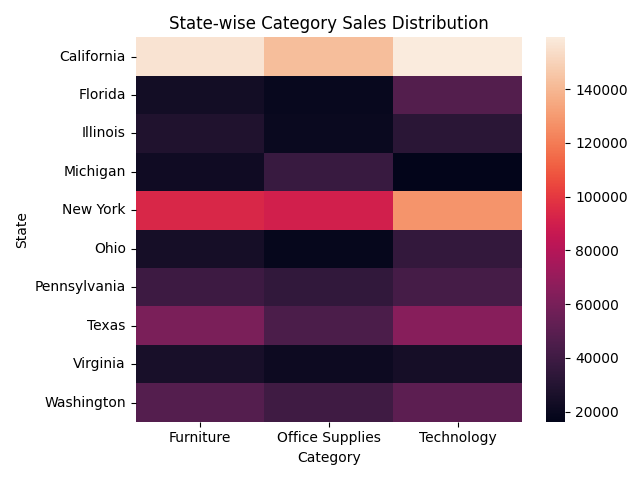 State-wise Category Sales Distribution
State
California
Florida
Illinois
Michigan
New York
Ohio
Pennsylvania
Texas
Virginia
Washington
Furniture Office Supplies Technology
Category
140000
120000
100000
80000
60000
40000
20000